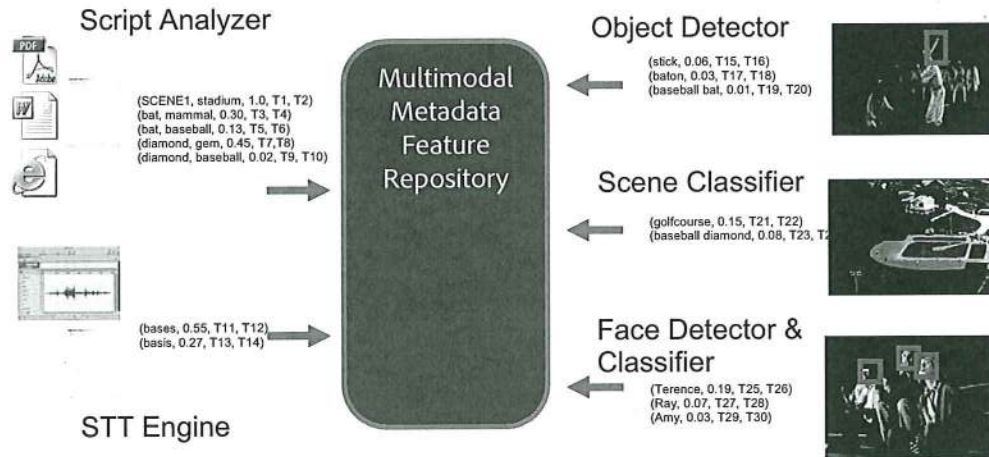 Script Analyzer
PDF
Adobe
W
(SCENE1, stadium, 1.0, T1, T2)
(bat, mammal, 0.30, T3, T4)
(bat, baseball, 0.13, T5, T6)
(diamond, gem, 0.45, T7,T8)
(diamond, baseball, 0.02, T9, T10)
(bases, 0.55, T11, T12)
(basis, 0.27, T13, T14)
STT Engine
Multimodal
Metadata
Feature
Repository
Object Detector
(stick, 0.06, T15, T16)
(baton, 0.03, T17, T18)
(baseball bat, 0.01, T19, T20)
Scene Classifier
(golfcourse, 0.15, T21, T22)
(baseball diamond, 0.08, T23,
Face Detector &
Classifier
(Terence, 0.19, T25, T26)
(Ray, 0.07, T27, T28)
(Amy, 0.03, T29, T30)